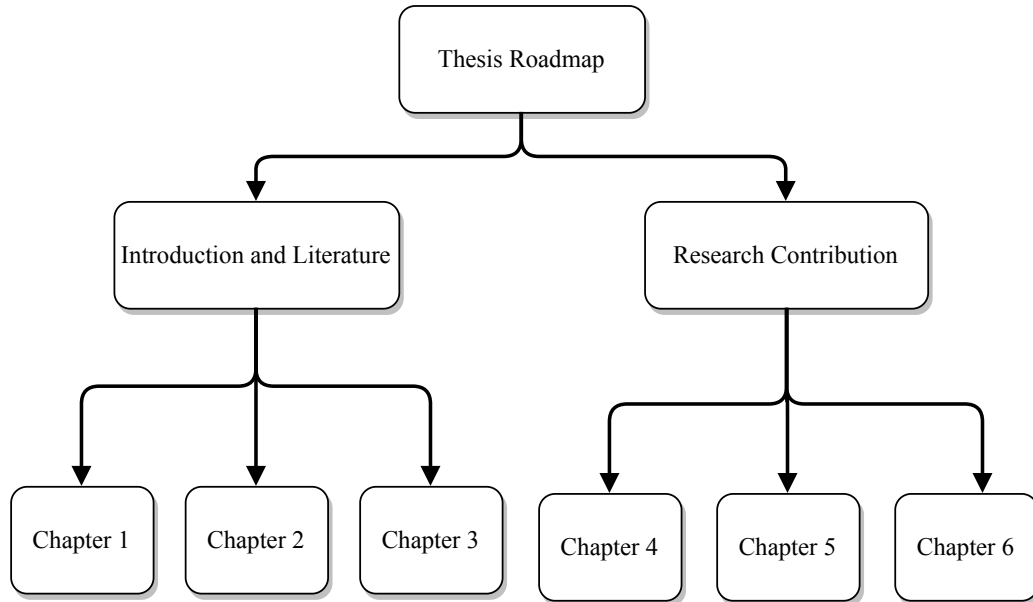 Thesis Roadmap
Introduction and Literature
Research Contribution
Chapter 1
Chapter 2
Chapter 3
Chapter 4
Chapter 5
Chapter 6